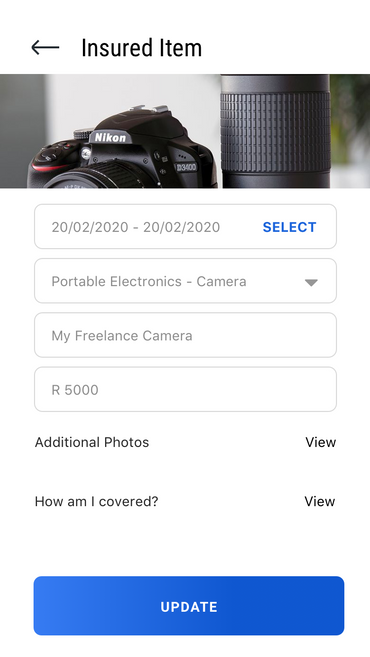 Insured Item
Nikon
D3400
20/02/2020 - 20/02/2020 SELECT
Portable Electronics - Camera
My Freelance Camera
R 5000
Additional Photos View
How am I covered? View
UPDATE